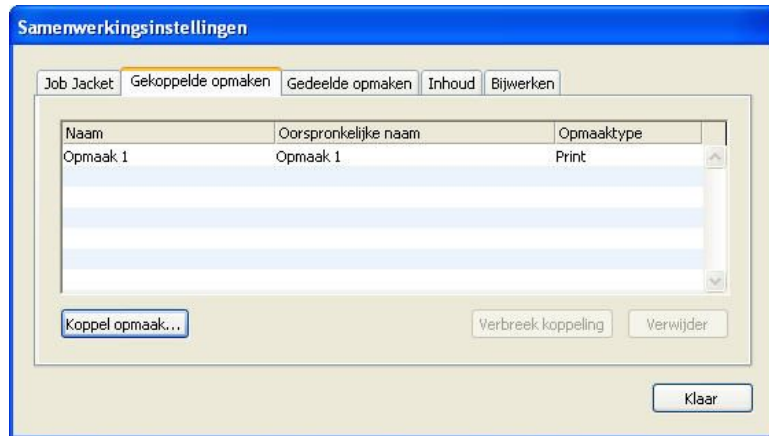 Samenwerkingsinstellingen
Job Jacket Gekoppelde opmaken Gedeelde opmaken Inhoud Bijwerken
Naam Oorspronkelijke naam Opmaaktype
Opmaak 1 Opmaak 1 Print
Koppel opmaak... Verbreek koppeling Verwijder
Klaar